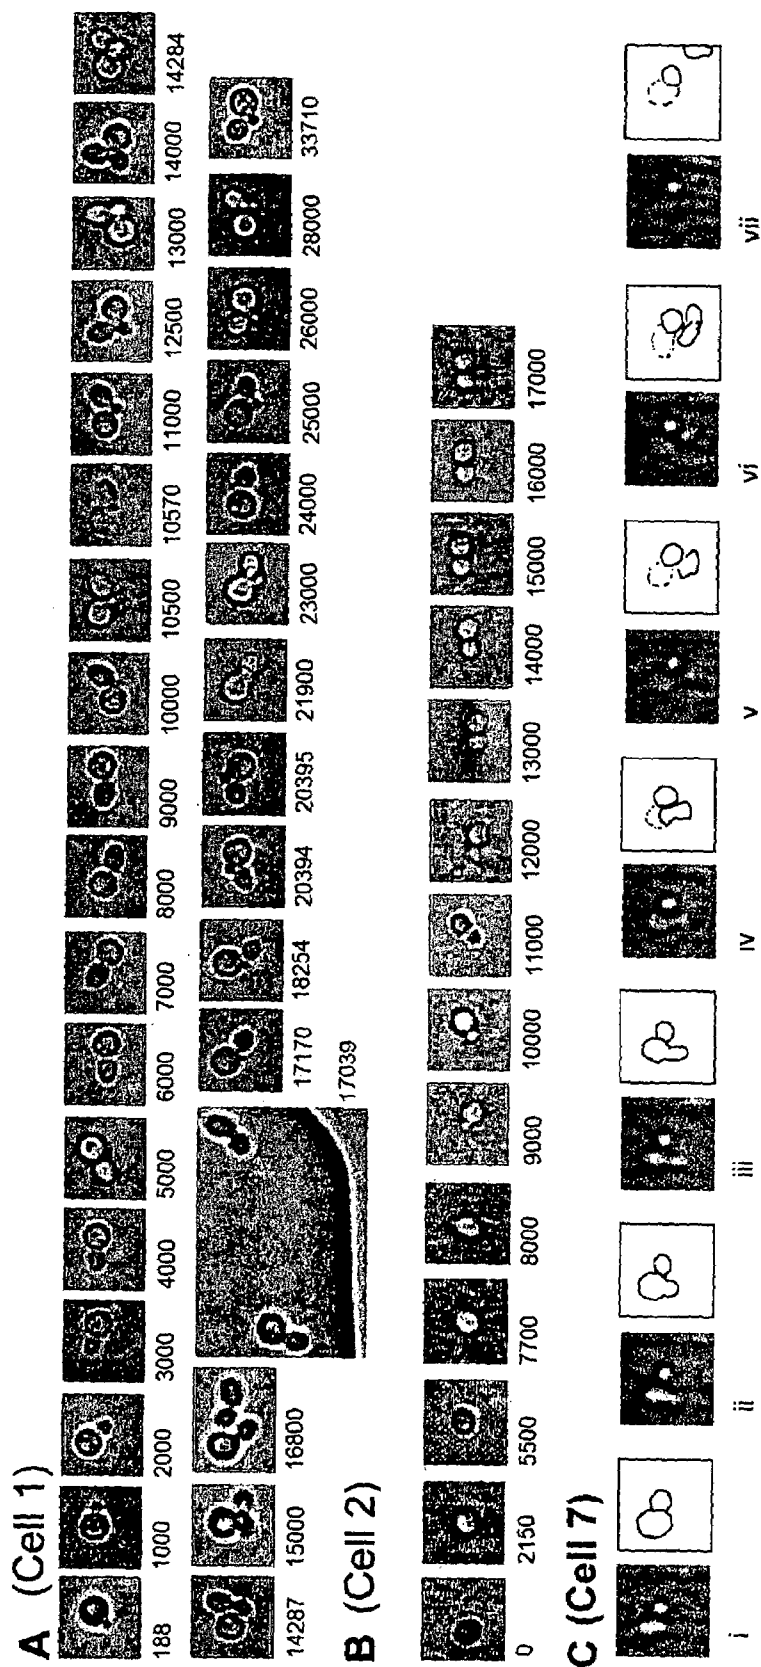 A (Cell 1)
188 1000 2000 3000 4000 5000 6000 7000 8000 9000 10000 10500 10570 11000 12500 13000 14000 14284
14287 15000 16800 17039 17170 18254 20394 20395 21900 23000 24000 25000 26000 28000 33710
B (Cell 2)
0 2150 5500 7700 8000 9000 10000 11000 12000 13000 14000 15000 16000 17000
C (Cell 7)
i ii iii iv v vi vii